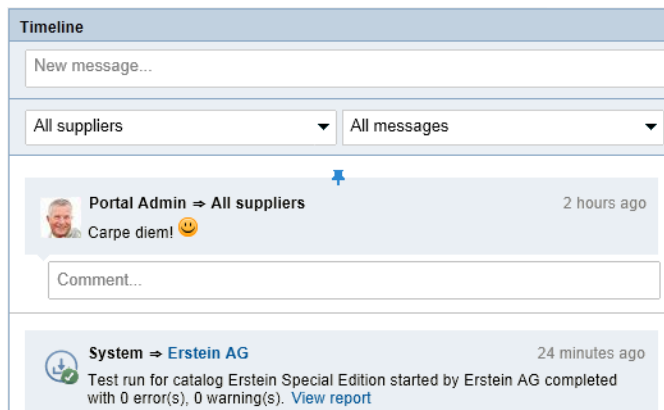 Timeline
New message...
All suppliers
All messages
Portal Admin ⇒ All suppliers
2 hours ago
Carpe diem! 🙂
Comment...
System ⇒ Erstein AG
24 minutes ago
Test run for catalog Erstein Special Edition started by Erstein AG completed
with 0 error(s), 0 warning(s). View report